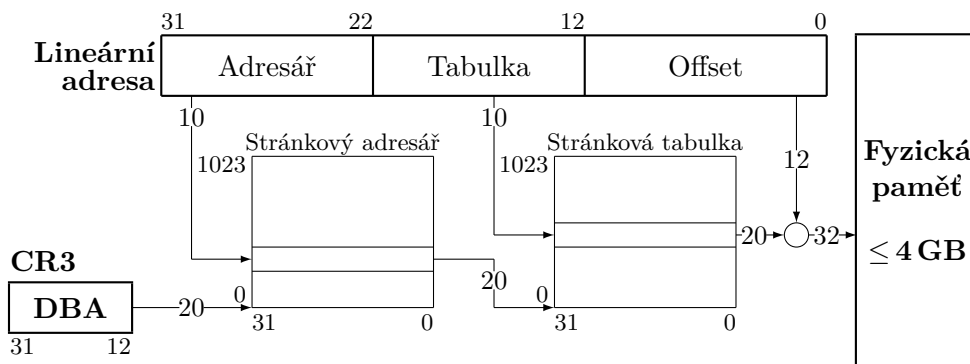 31 22 12 0
Lineární
adresa
Adresář Tabulka Offset
10 10
Stránkový adresář Stránková tabulka
1023 1023
12
Fyzická
paměť
≤ 4 GB
20 32
CR3
DBA
31 12
20
0
31 0
20
0
31 0